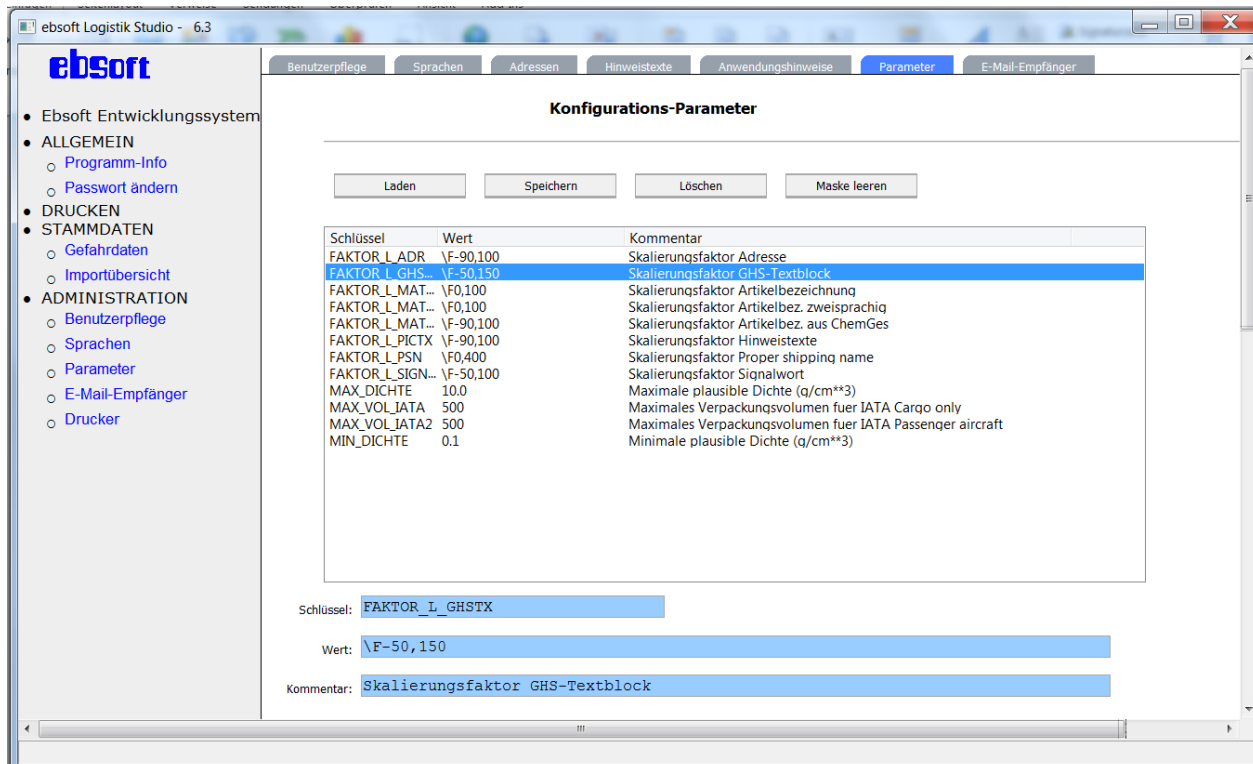 ebsoft Logistik Studio - 6.3
ebsoft
Ebsoft Entwicklungssystem
ALLGEMEIN
Programm-Info
Passwort ändern
DRUCKEN
STAMMDATEN
Gefahrdaten
Importübersicht
ADMINISTRATION
Benutzerpflege
Sprachen
Parameter
E-Mail-Empfänger
Drucker
Benutzerpflege Sprachen Adressen Hinweistexte Anwendungshinweise Parameter E-Mail-Empfänger
Konfigurations-Parameter
Laden Speichern Löschen Maske leeren
Schlüssel Wert Kommentar
FAKTOR_L_ADR \F-90,100 Skalierungsfaktor Adresse
FAKTOR_L_GHS... \F-50,150 Skalierungsfaktor GHS-Textblock
FAKTOR_L_MAT... \F0,100 Skalierungsfaktor Artikelbezeichnung
FAKTOR_L_MAT... \F0,100 Skalierungsfaktor Artikelbez. zweisprachig
FAKTOR_L_MAT... \F-90,100 Skalierungsfaktor Artikelbez. aus ChemGes
FAKTOR_L_PICTX \F-90,100 Skalierungsfaktor Hinweistexte
FAKTOR_L_PSN \F0,400 Skalierungsfaktor Proper shipping name
FAKTOR_L_SIGN... \F-50,100 Skalierungsfaktor Signalwort
MAX_DICHTE 10.0 Maximale plausible Dichte (g/cm**3)
MAX_VOL_IATA 500 Maximales Verpackungsvolumen fuer IATA Cargo only
MAX_VOL_IATA2 500 Maximales Verpackungsvolumen fuer IATA Passenger aircraft
MIN_DICHTE 0.1 Minimale plausible Dichte (g/cm**3)
Schlüssel: FAKTOR_L_GHSTX
Wert: \F-50,150
Kommentar: Skalierungsfaktor GHS-Textblock